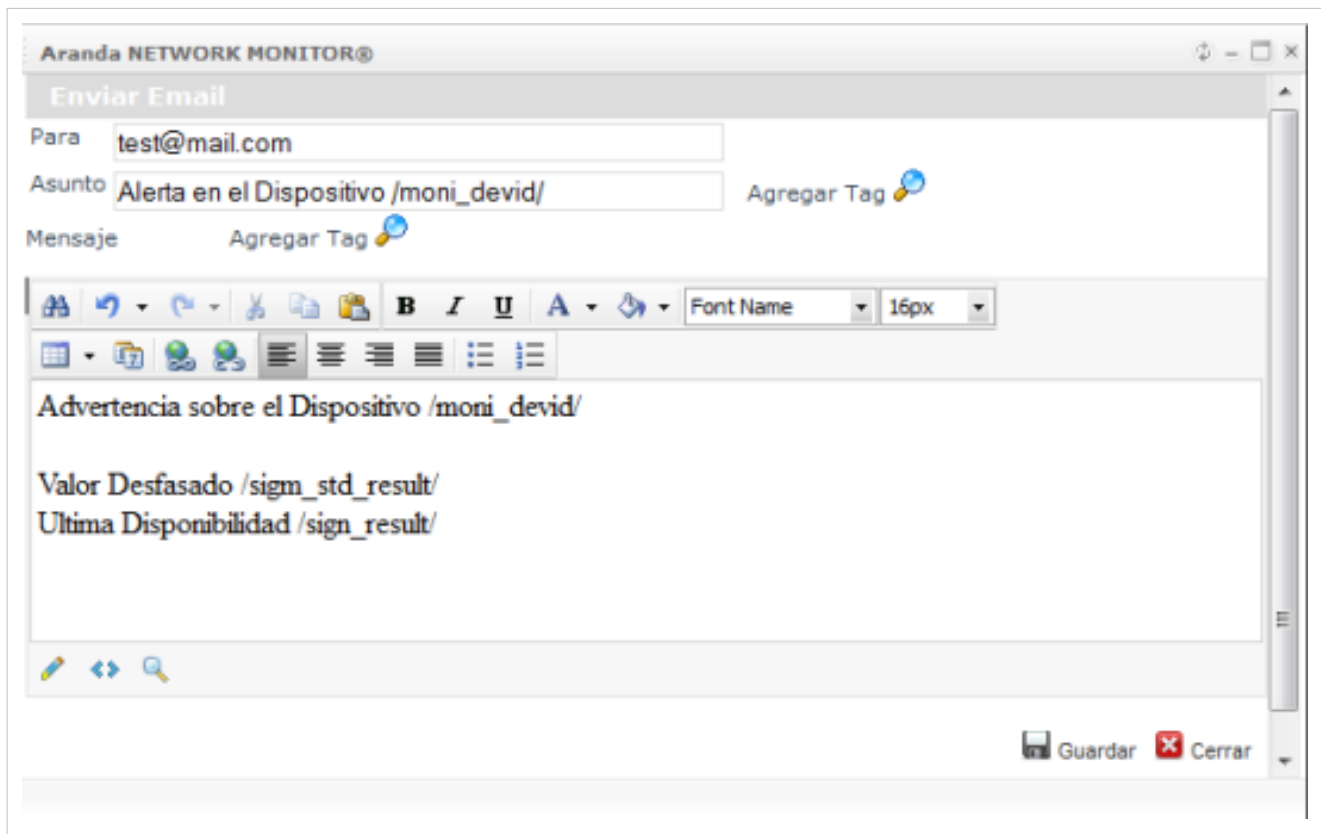 Aranda NETWORK MONITOR®
Enviar Email
Para test@mail.com
Asunto Alerta en el Dispositivo /moni_devid/ Agregar Tag
Mensaje Agregar Tag
B I U A Font Name 16px
Advertencia sobre el Dispositivo /moni_devid/
Valor Desfasado /sigm_std_result/
Ultima Disponibilidad /sign_result/
Guardar Cerrar